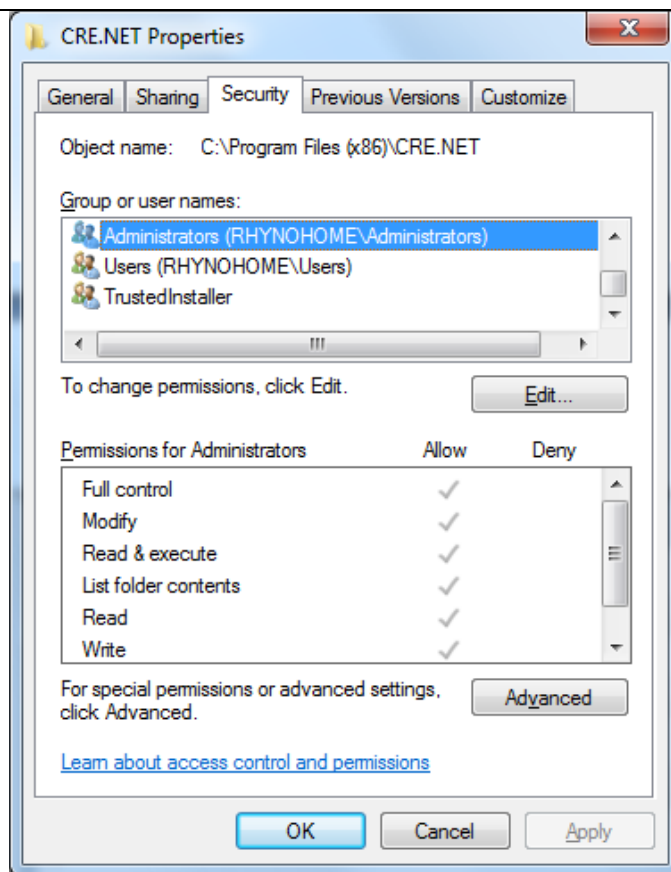 CRE.NET Properties
General Sharing Security Previous Versions Customize
Object name: C:\Program Files (x86)\CRE.NET
Group or user names:
Administrators (RHYNOHOME\Administrators)
Users (RHYNOHOME\Users)
TrustedInstaller
To change permissions, click Edit. Edit...
Permissions for Administrators Allow Deny
Full control
Modify
Read & execute
List folder contents
Read
Write
For special permissions or advanced settings, Advanced
click Advanced.
Learn about access control and permissions
OK Cancel Apply